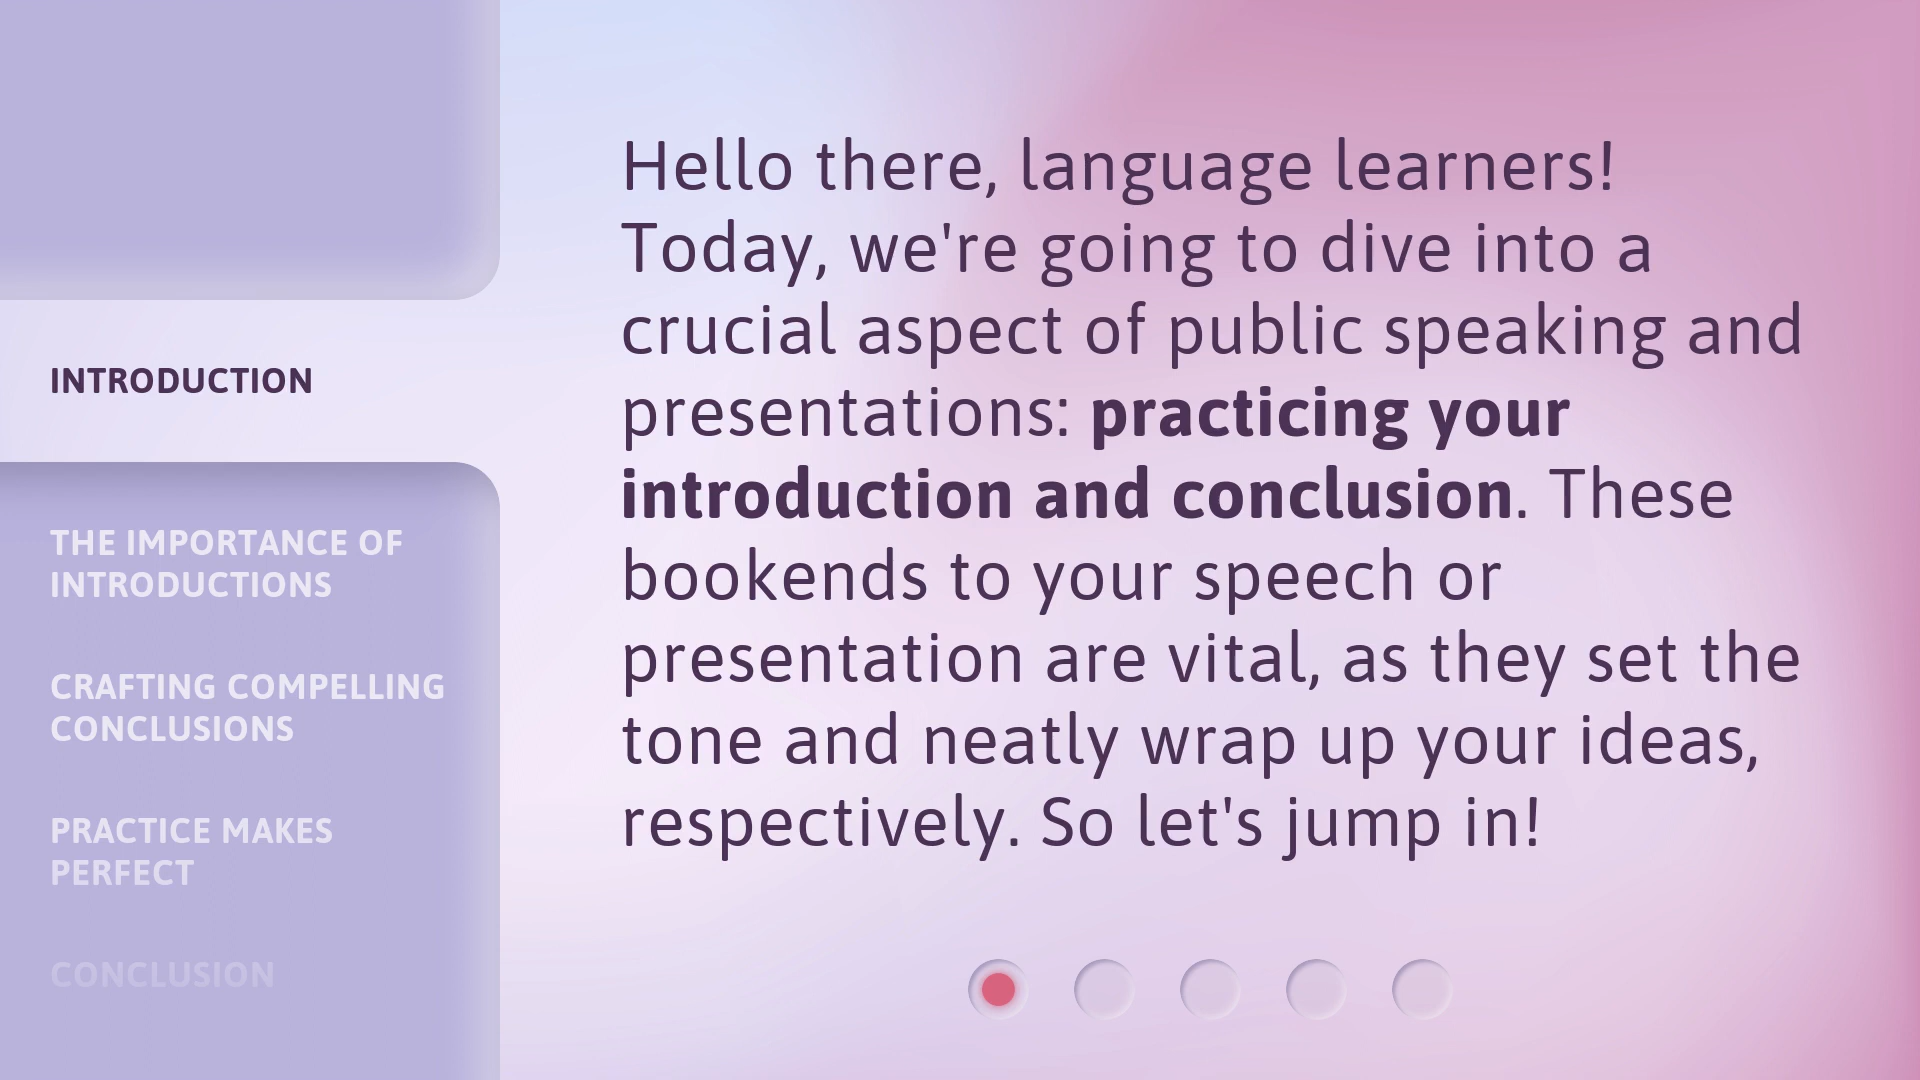 INTRODUCTION
THE IMPORTANCE OF
INTRODUCTIONS
CRAFTING COMPELLING
CONCLUSIONS
PRACTICE MAKES
PERFECT
CONCLUSION
Hello there, language learners!
Today, we're going to dive into a
crucial aspect of public speaking and
presentations: practicing your
introduction and conclusion. These
bookends to your speech or
presentation are vital, as they set the
tone and neatly wrap up your ideas,
respectively. So let's jump in!